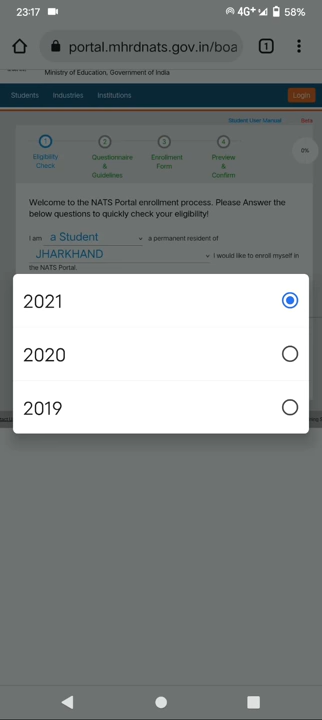 23:17
4G+
58%
portal.mhrdnats.gov.in/boa
1
Ministry of Education, Government of India
Students Industries Institutions Login
Student User Manual Beta
1 2 3 4
0%
Eligibility Check
Questionnaire & Guidelines
Enrollment Form
Preview & Confirm
Welcome to the NATS Portal enrollment process. Please Answer the
below questions to quickly check your eligibility!
I am a Student a permanent resident of
JHARKHAND I would like to enroll myself in
the NATS Portal.
2021
2020
2019